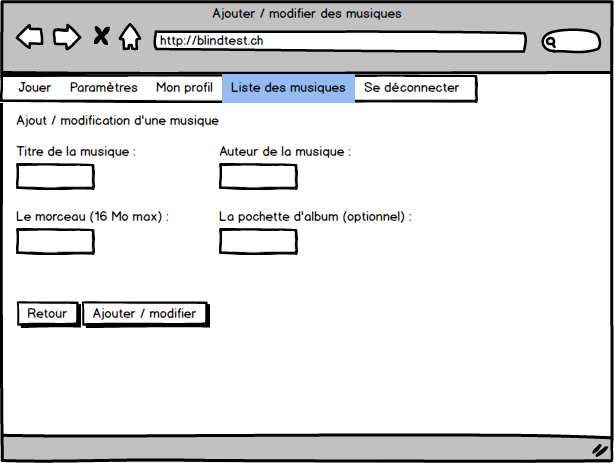 Ajouter / modifier des musiques
http://blindtest.ch
Jouer Paramètres Mon profil Liste des musiques Se déconnecter
Ajout / modification d'une musique
Titre de la musique : Auteur de la musique :
Le morceau (16 Mo max) : La pochette d'album (optionnel) :
Retour Ajouter / modifier